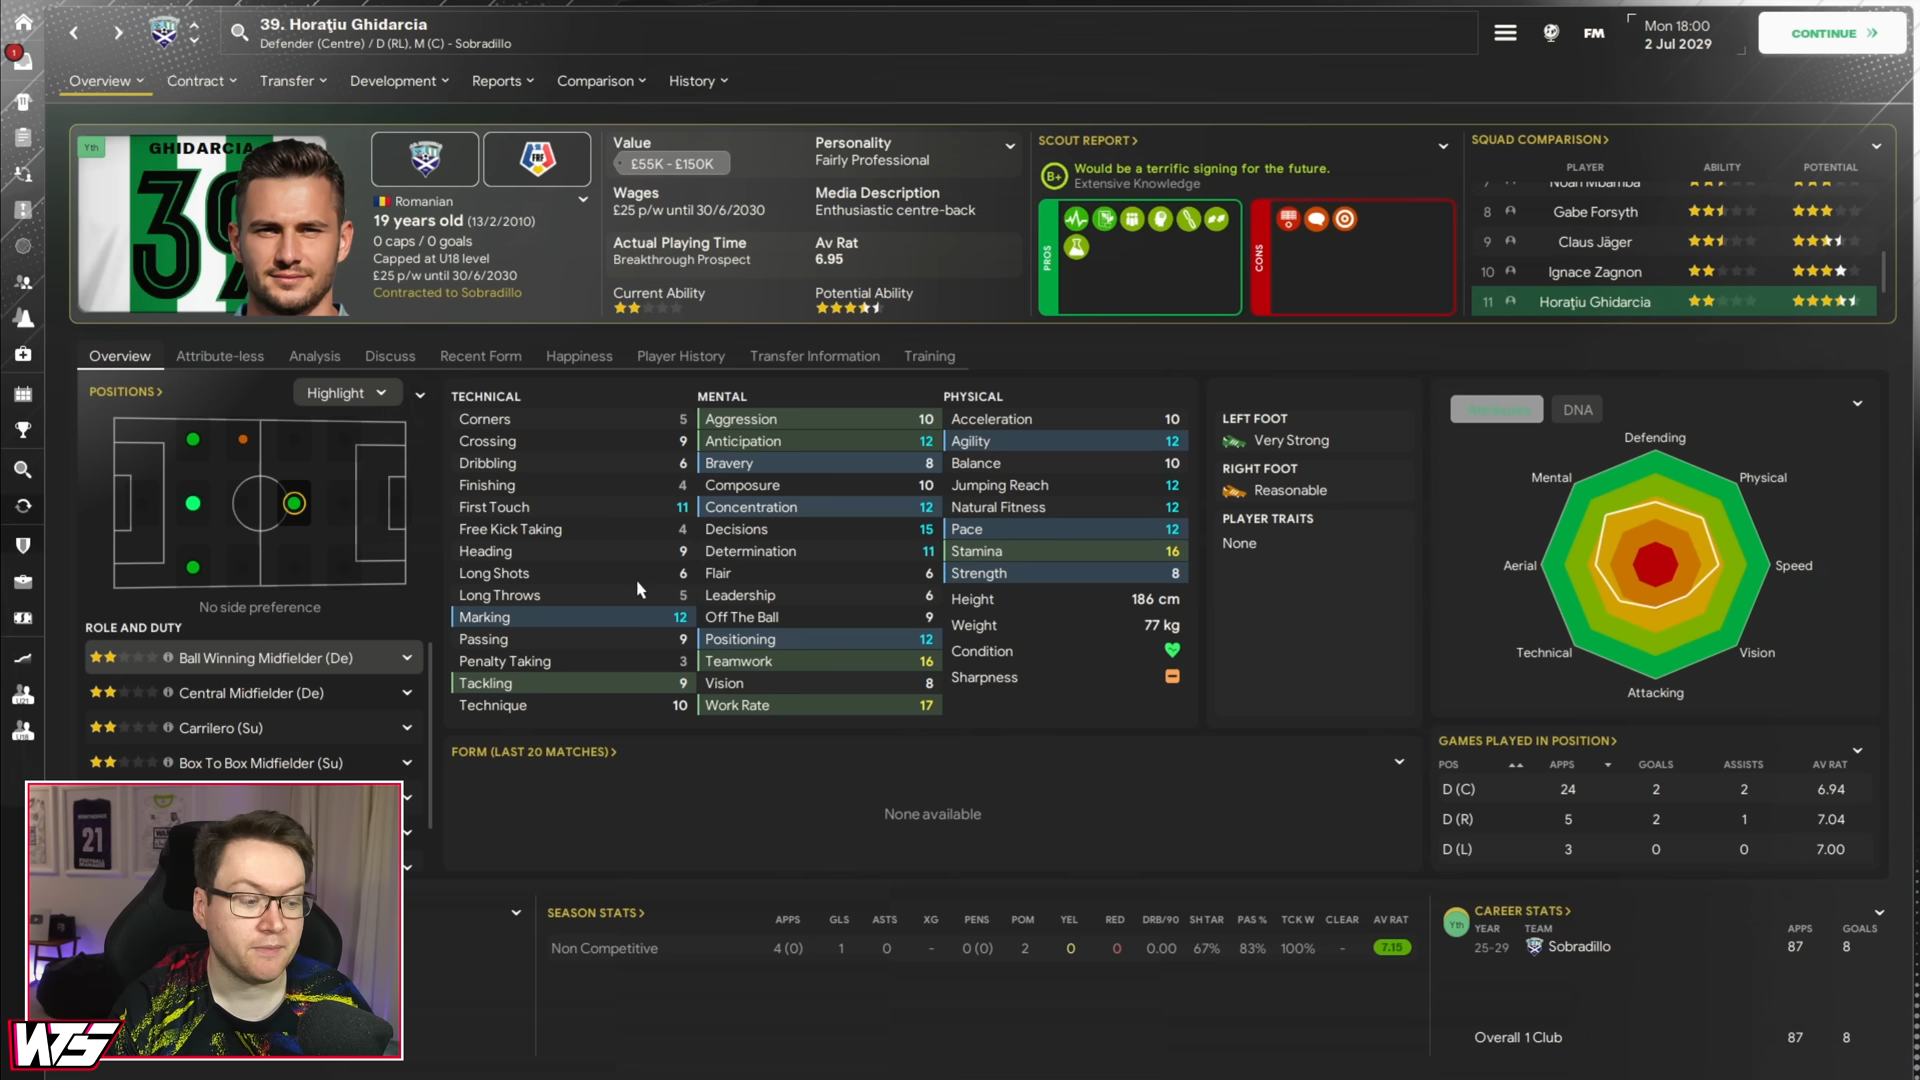 39. Horaţiu Ghidarcia
Defender (Centre) / D (RL), M (C) - Sobradillo
FM
Mon 18:00
2 Jul 2029
CONTINUE
1
Overview
Contract
Transfer
Development
Reports
Comparison
History
Yth
GHIDARCIA
39
FRF
Romanian
19 years old (13/2/2010)
0 caps / 0 goals
Capped at U18 level
£25 p/w until 30/6/2030
Contracted to Sobradillo
Value
£55K - £150K
Wages
£25 p/w until 30/6/2030
Actual Playing Time
Breakthrough Prospect
Current Ability
Personality
Fairly Professional
Media Description
Enthusiastic centre-back
Av Rat
6.95
Potential Ability
SCOUT REPORT>
B+
Would be a terrific signing for the future.
Extensive Knowledge
PROS
CONS
SQUAD COMPARISON>
PLAYER ABILITY POTENTIAL
7 Noah Mbamba
8 Gabe Forsyth
9 Claus Jäger
10 Ignace Zagnon
11 Horaţiu Ghidarcia
Overview
Attribute-less
Analysis
Discuss
Recent Form
Happiness
Player History
Transfer Information
Training
POSITIONS>
Highlight
No side preference
ROLE AND DUTY
Ball Winning Midfielder (De)
Central Midfielder (De)
Carrilero (Su)
Box To Box Midfielder (Su)
TECHNICAL
Corners 5
Crossing 9
Dribbling 6
Finishing 4
First Touch 11
Free Kick Taking 4
Heading 9
Long Shots 6
Long Throws 5
Marking 12
Passing 9
Penalty Taking 3
Tackling 9
Technique 10
MENTAL
Aggression 10
Anticipation 12
Bravery 8
Composure 10
Concentration 12
Decisions 15
Determination 11
Flair 6
Leadership 6
Off The Ball 9
Positioning 12
Teamwork 16
Vision 8
Work Rate 17
PHYSICAL
Acceleration 10
Agility 12
Balance 10
Jumping Reach 12
Natural Fitness 12
Pace 12
Stamina 16
Strength 8
Height 186 cm
Weight 77 kg
Condition
Sharpness
LEFT FOOT
Very Strong
RIGHT FOOT
Reasonable
PLAYER TRAITS
None
Attributes
DNA
Defending
Physical
Speed
Vision
Attacking
Technical
Aerial
Mental
FORM (LAST 20 MATCHES)>
None available
GAMES PLAYED IN POSITION>
POS APPS GOALS ASSISTS AV RAT
D (C) 24 2 2 6.94
D (R) 5 2 1 7.04
D (L) 3 0 0 7.00
SEASON STATS>
APPS GLS ASTS XG PENS POM YEL RED DRB/90 SH TAR PAS % TCK W CLEAR AV RAT
Non Competitive 4 (0) 1 0 - 0 (0) 2 0 0 0.00 67% 83% 100% - 7.15
Yth
CAREER STATS>
YEAR TEAM APPS GOALS
25-29 Sobradillo 87 8
Overall 1 Club 87 8
U21
U18
21
WTS